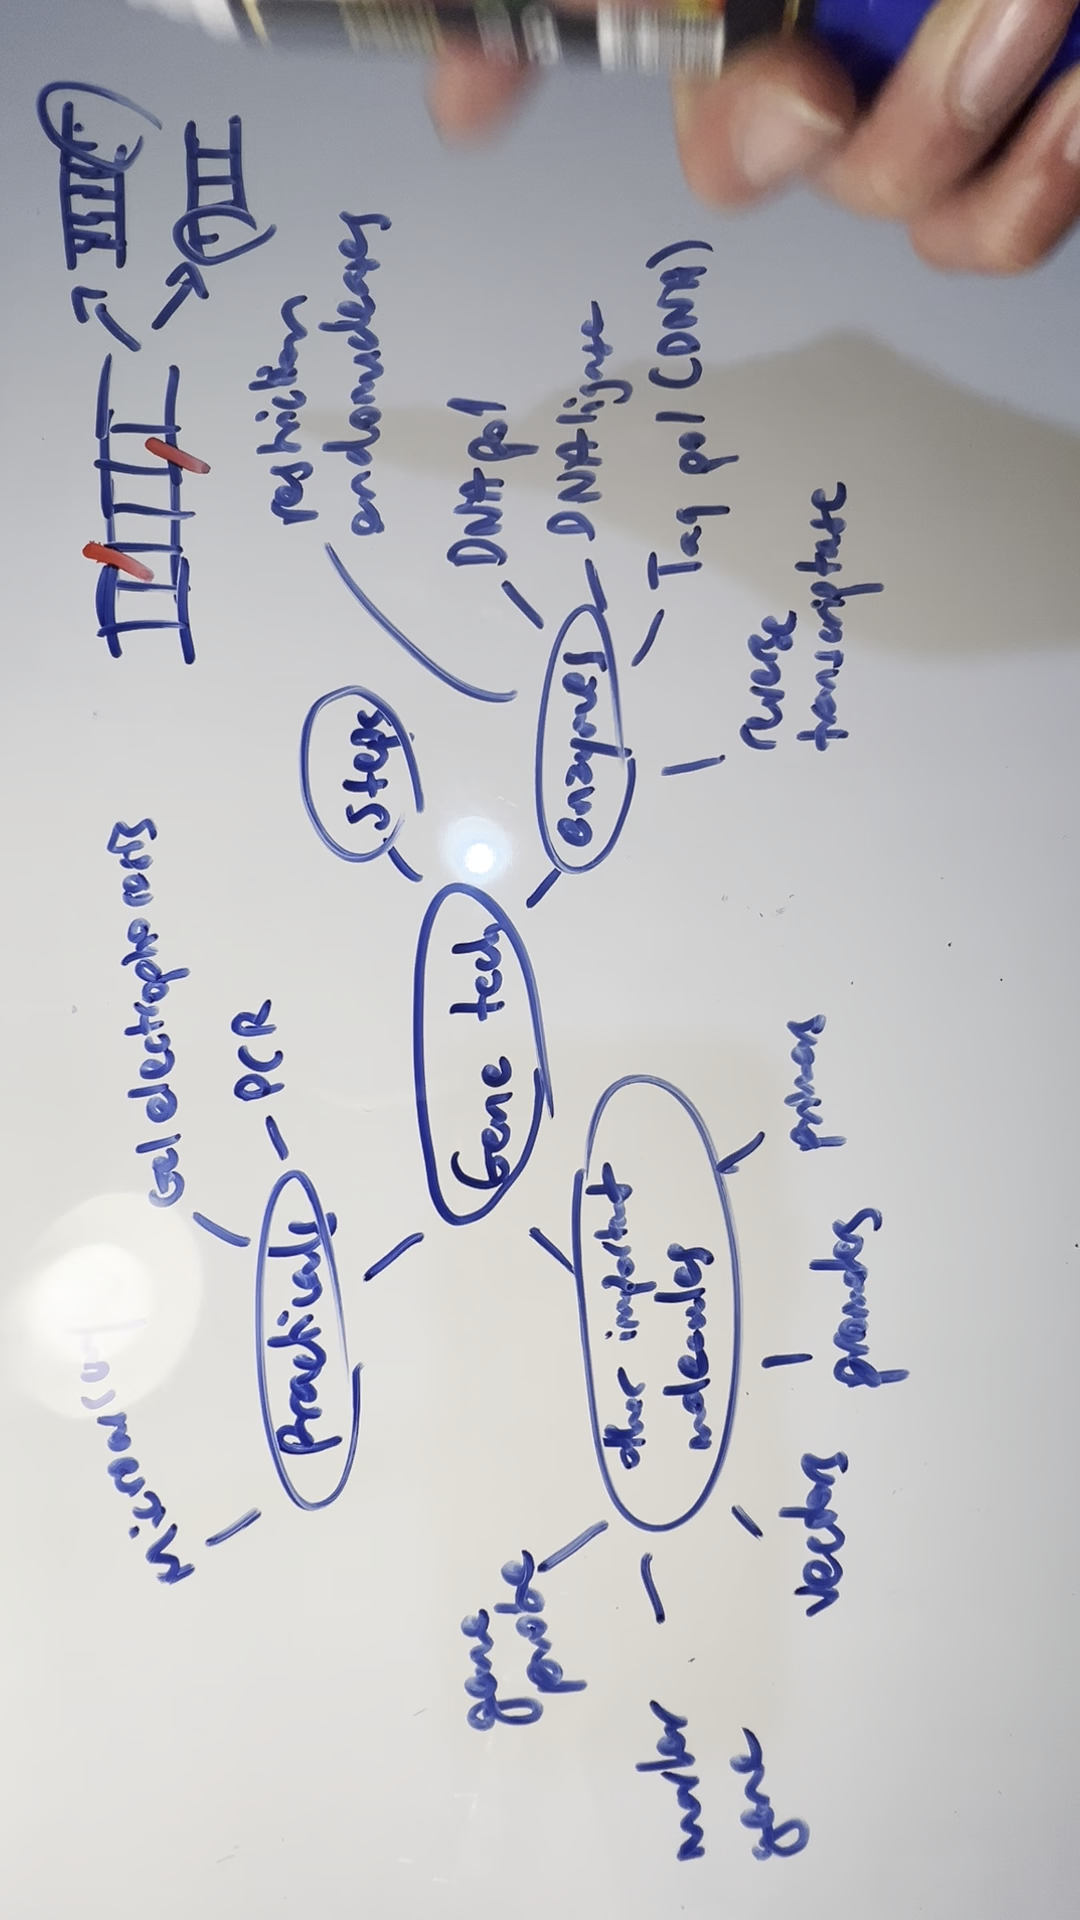 Gene tech
Steps
enzymes
restriction
endonucleases
DNA pol
DNA ligase
Taq pol (DNA)
reverse
transcriptase
other important
molecules
primers
promoters
vectors
marker
gene
gene
probe
practicals
PCR
Gel electrophoresis
Microarray